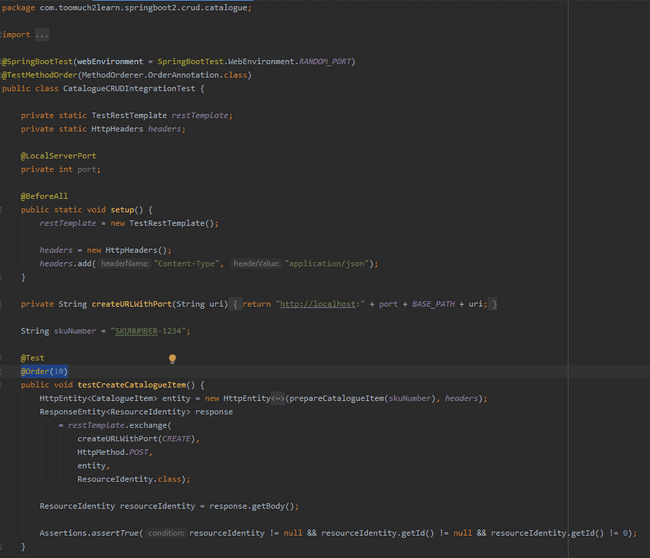 package com.toomuch2learn.springboot2.crud.catalogue;
import ...
@SpringBootTest(webEnvironment = SpringBootTest.WebEnvironment.RANDOM_PORT)
@TestMethodOrder(MethodOrderer.OrderAnnotation.class)
public class CatalogueCRUDIntegrationTest {
private static TestRestTemplate restTemplate;
private static HttpHeaders headers;
@LocalServerPort
private int port;
@BeforeAll
public static void setup() {
restTemplate = new TestRestTemplate();
headers = new HttpHeaders();
headers.add( headerName: "Content-Type", headerValue: "application/json");
}
private String createURLWithPort(String uri) { return "http://localhost:" + port + BASE_PATH + uri; }
String skuNumber = "SKUNUMBER-1234";
@Test
@Order(10)
public void testCreateCatalogueItem() {
HttpEntity<CatalogueItem> entity = new HttpEntity<~>(prepareCatalogueItem(skuNumber), headers);
ResponseEntity<ResourceIdentity> response
= restTemplate.exchange(
createURLWithPort(CREATE),
HttpMethod.POST,
entity,
ResourceIdentity.class);
ResourceIdentity resourceIdentity = response.getBody();
Assertions.assertTrue( condition: resourceIdentity != null && resourceIdentity.getId() != null && resourceIdentity.getId() != 0);
}